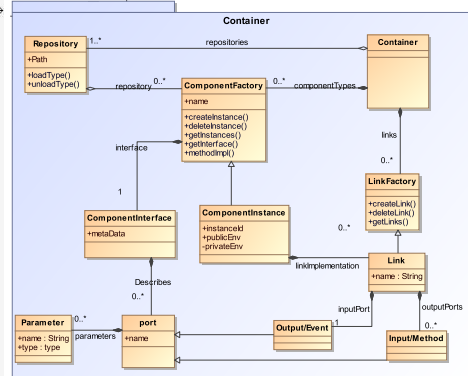 Container
Repository
+Path
+loadType()
+unloadType()
1..*
repositories
Container
repository
0..*
ComponentFactory
+name
+createInstance()
+deleteInstance()
+getInstances()
+getInterface()
+methodImpl()
0..*
componentTypes
links
0..*
interface
1
LinkFactory
+createLink()
+deleteLink()
+getLinks()
ComponentInterface
+metaData
ComponentInstance
+instanceId
+publicEnv
-privateEnv
0..*
linkImplementation
Link
+name : String
Describes
0..*
inputPort
1
outputPorts
0..*
Parameter
+name : String
+type : type
0..*
parameters
port
+name
Output/Event
Input/Method